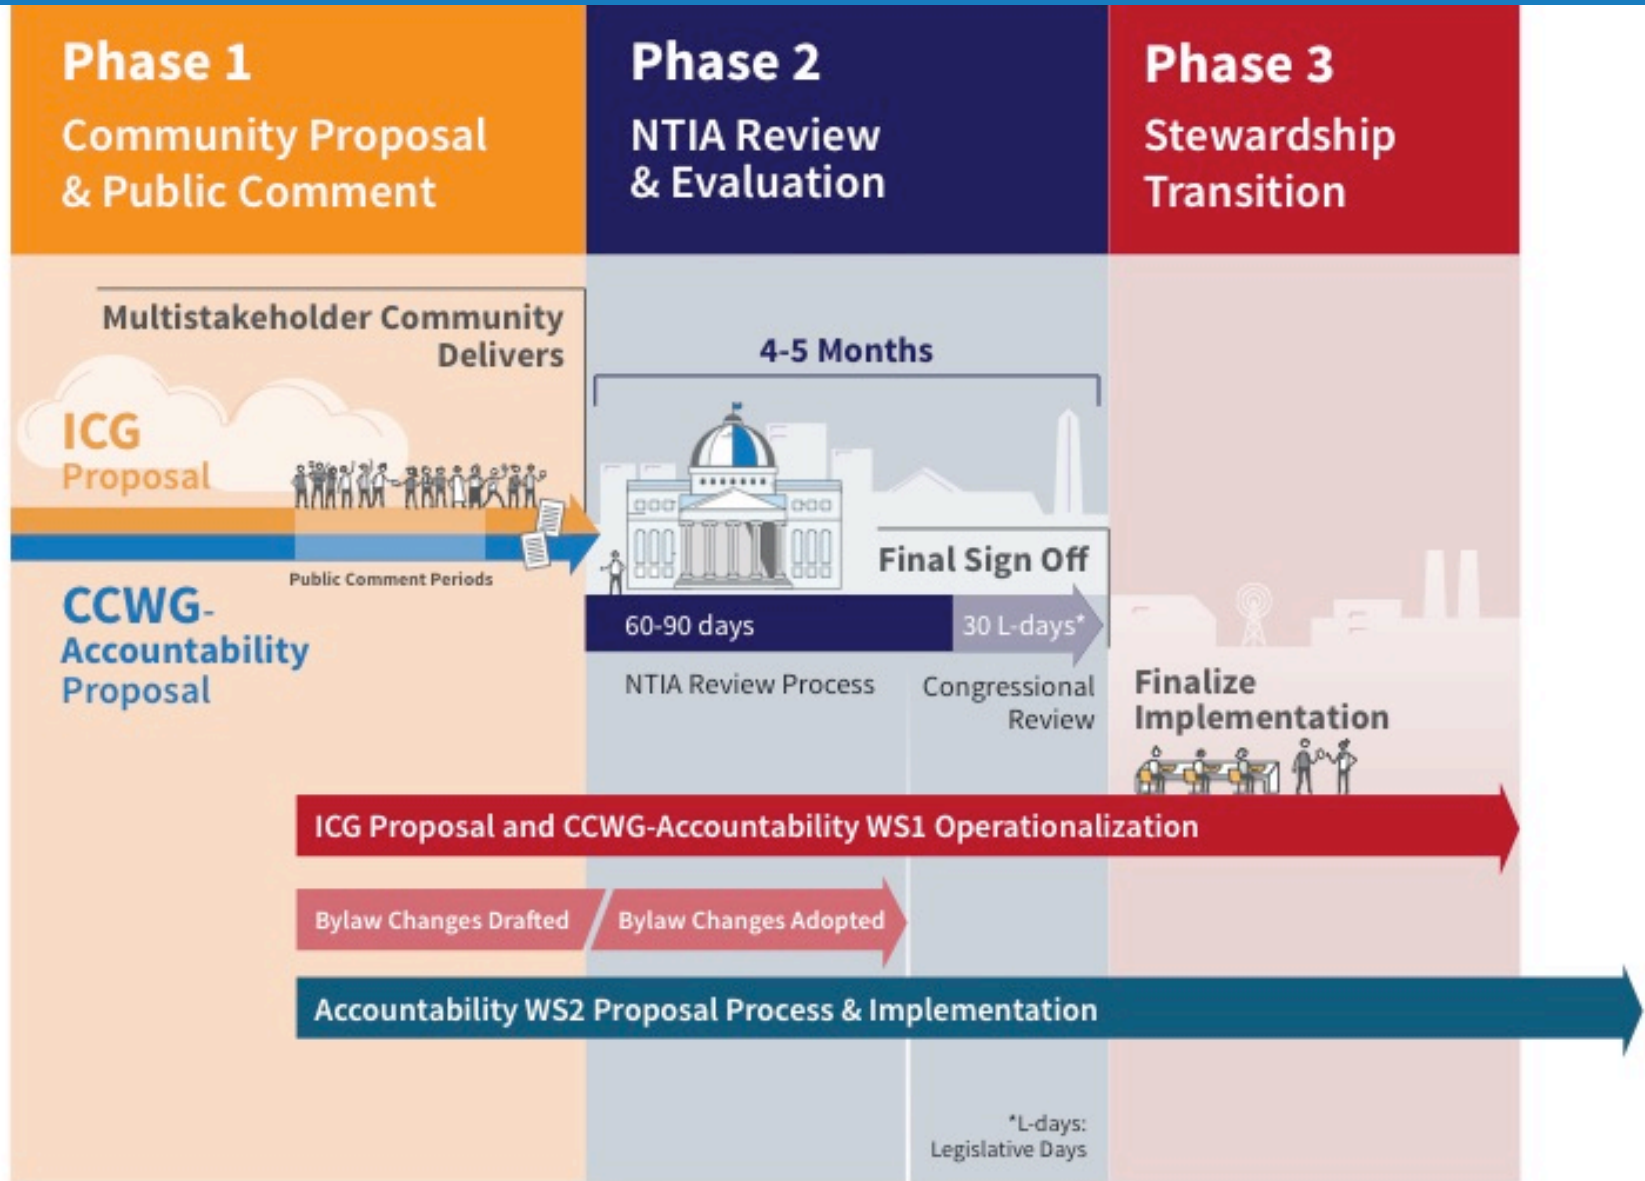 Phase 1
Community Proposal
& Public Comment
Phase 2
NTIA Review
& Evaluation
Phase 3
Stewardship
Transition
Multistakeholder Community
Delivers
ICG
Proposal
Public Comment Periods
CCWG-
Accountability
Proposal
4-5 Months
Final Sign Off
60-90 days
30 L-days*
NTIA Review Process
Congressional
Review
Finalize
Implementation
ICG Proposal and CCWG-Accountability WS1 Operationalization
Bylaw Changes Drafted
Bylaw Changes Adopted
Accountability WS2 Proposal Process & Implementation
*L-days:
Legislative Days